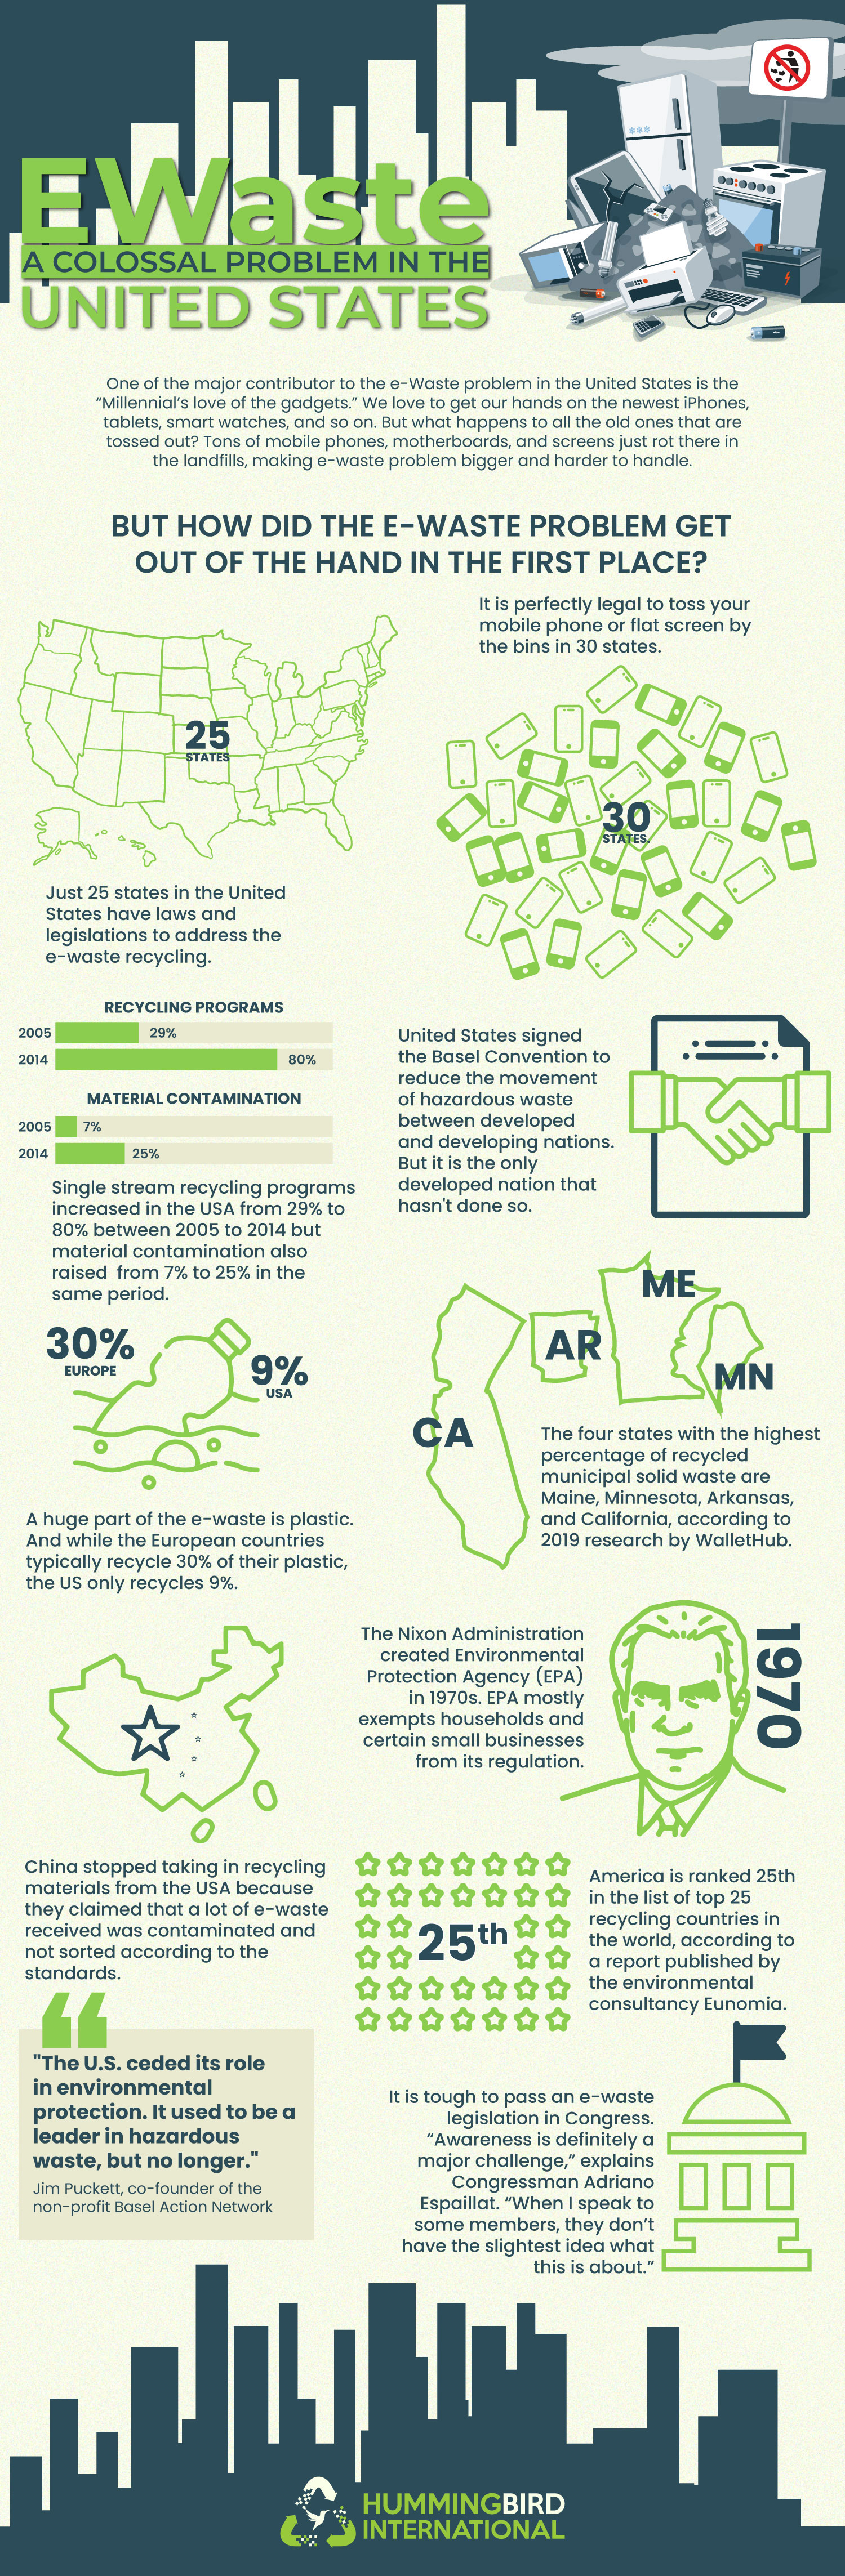 EWaste
A COLOSSAL PROBLEM IN THE
UNITED STATES
One of the major contributor to the e-Waste problem in the United States is the
“Millennial’s love of the gadgets.” We love to get our hands on the newest iPhones,
tablets, smart watches, and so on. But what happens to all the old ones that are
tossed out? Tons of mobile phones, motherboards, and screens just rot there in
the landfills, making e-waste problem bigger and harder to handle.
BUT HOW DID THE E-WASTE PROBLEM GET
OUT OF THE HAND IN THE FIRST PLACE?
25
STATES
Just 25 states in the United
States have laws and
legislations to address the
e-waste recycling.
It is perfectly legal to toss your
mobile phone or flat screen by
the bins in 30 states.
30
STATES.
RECYCLING PROGRAMS
2005 29%
2014 80%
MATERIAL CONTAMINATION
2005 7%
2014 25%
Single stream recycling programs
increased in the USA from 29% to
80% between 2005 to 2014 but
material contamination also
raised from 7% to 25% in the
same period.
United States signed
the Basel Convention to
reduce the movement
of hazardous waste
between developed
and developing nations.
But it is the only
developed nation that
hasn't done so.
30%
EUROPE
9%
USA
A huge part of the e-waste is plastic.
And while the European countries
typically recycle 30% of their plastic,
the US only recycles 9%.
ME
AR
MN
CA
The four states with the highest
percentage of recycled
municipal solid waste are
Maine, Minnesota, Arkansas,
and California, according to
2019 research by WalletHub.
The Nixon Administration
created Environmental
Protection Agency (EPA)
in 1970s. EPA mostly
exempts households and
certain small businesses
from its regulation.
1970
China stopped taking in recycling
materials from the USA because
they claimed that a lot of e-waste
received was contaminated and
not sorted according to the
standards.
25th
America is ranked 25th
in the list of top 25
recycling countries in
the world, according to
a report published by
the environmental
consultancy Eunomia.
"The U.S. ceded its role
in environmental
protection. It used to be a
leader in hazardous
waste, but no longer."
Jim Puckett, co-founder of the
non-profit Basel Action Network
It is tough to pass an e-waste
legislation in Congress.
“Awareness is definitely a
major challenge,” explains
Congressman Adriano
Espaillat. “When I speak to
some members, they don’t
have the slightest idea what
this is about.”
HUMMINGBIRD
INTERNATIONAL